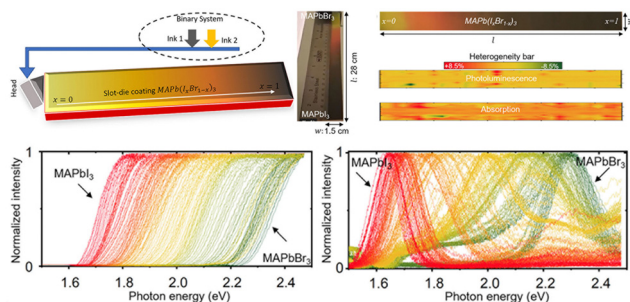 Binary System
Ink 1
Ink 2
Head
Slot-die coating MAPb(IₓBr₁₋ₓ)₃
x = 0
x = 1
MAPbBr₃
MAPbI₃
l: 28 cm
w: 1.5 cm
x=0
MAPb(IₓBr₁₋ₓ)₃
x=1
l
Heterogeneity bar
+8.5%
-8.5%
Photoluminescence
Absorption
Normalized intensity
1
0
MAPbI₃
MAPbBr₃
1.6
1.8
2.0
2.2
2.4
Photon energy (eV)
Normalized intensity
1
0
MAPbI₃
MAPbBr₃
1.6
1.8
2.0
2.2
2.4
Photon energy (eV)